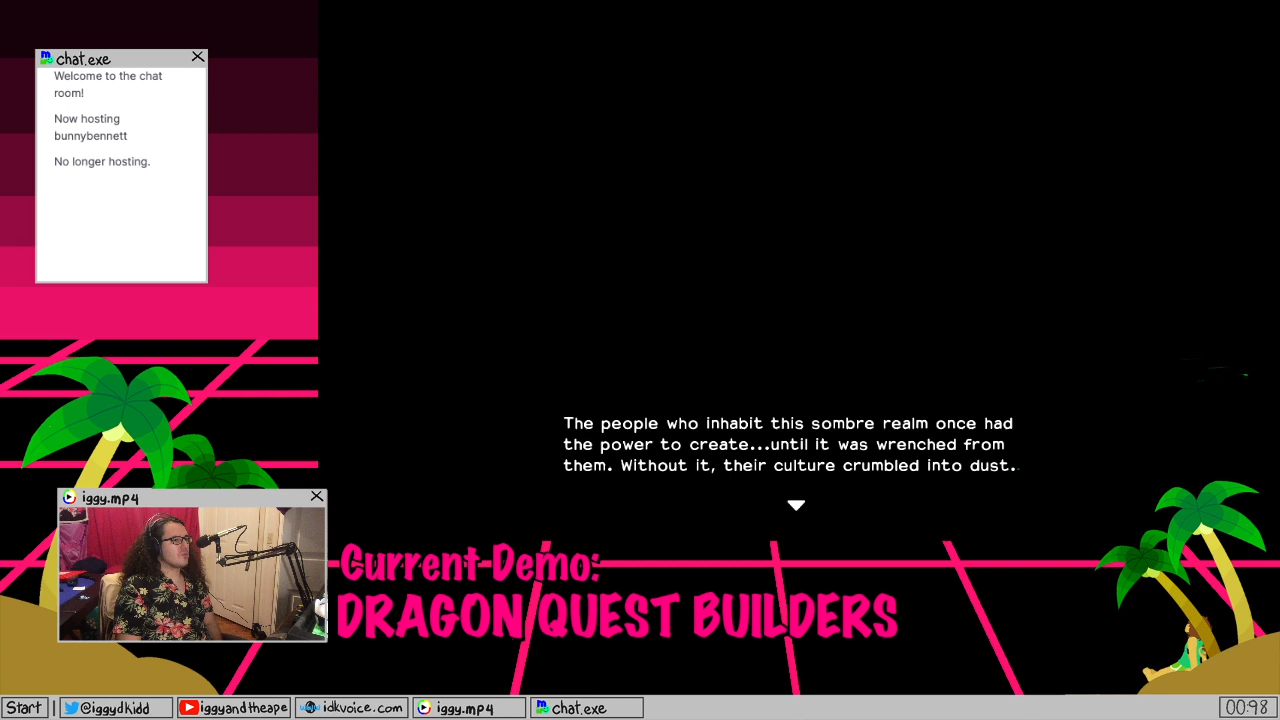 chat.exe
Welcome to the chat
room!
Now hosting
bunnybennett
No longer hosting.
The people who inhabit this sombre realm once had
the power to create...until it was wrenched from
them. Without it, their culture crumbled into dust.
iggy.mp4
Current Demo:
DRAGON QUEST BUILDERS
Start | @iggydkidd iggyandtheape www idkvoice.com iggy.mp4 chat.exe 00:98